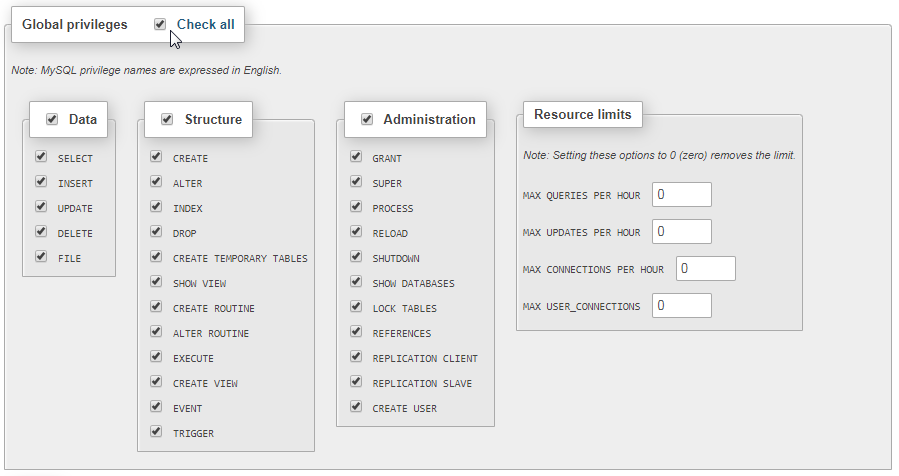 Global privileges Check all
Note: MySQL privilege names are expressed in English.
Data
SELECT
INSERT
UPDATE
DELETE
FILE
Structure
CREATE
ALTER
INDEX
DROP
CREATE TEMPORARY TABLES
SHOW VIEW
CREATE ROUTINE
ALTER ROUTINE
EXECUTE
CREATE VIEW
EVENT
TRIGGER
Administration
GRANT
SUPER
PROCESS
RELOAD
SHUTDOWN
SHOW DATABASES
LOCK TABLES
REFERENCES
REPLICATION CLIENT
REPLICATION SLAVE
CREATE USER
Resource limits
Note: Setting these options to 0 (zero) removes the limit.
MAX QUERIES PER HOUR 0
MAX UPDATES PER HOUR 0
MAX CONNECTIONS PER HOUR 0
MAX USER_CONNECTIONS 0